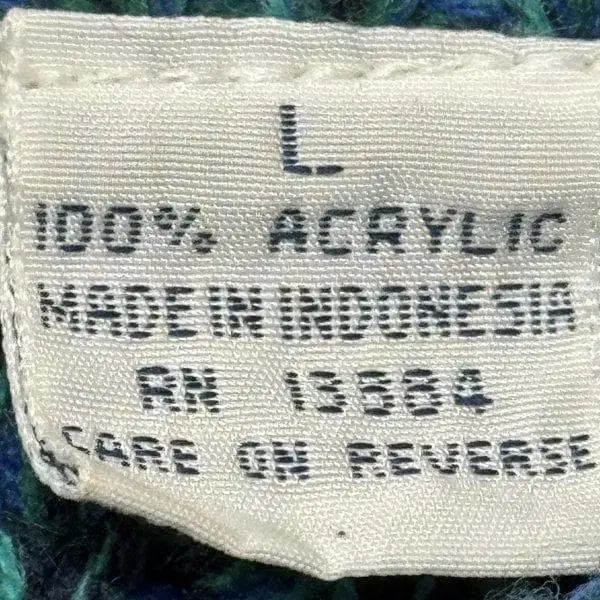 L
100% ACRYLIC
MADE IN INDONESIA
RN 13884
CARE ON REVERSE